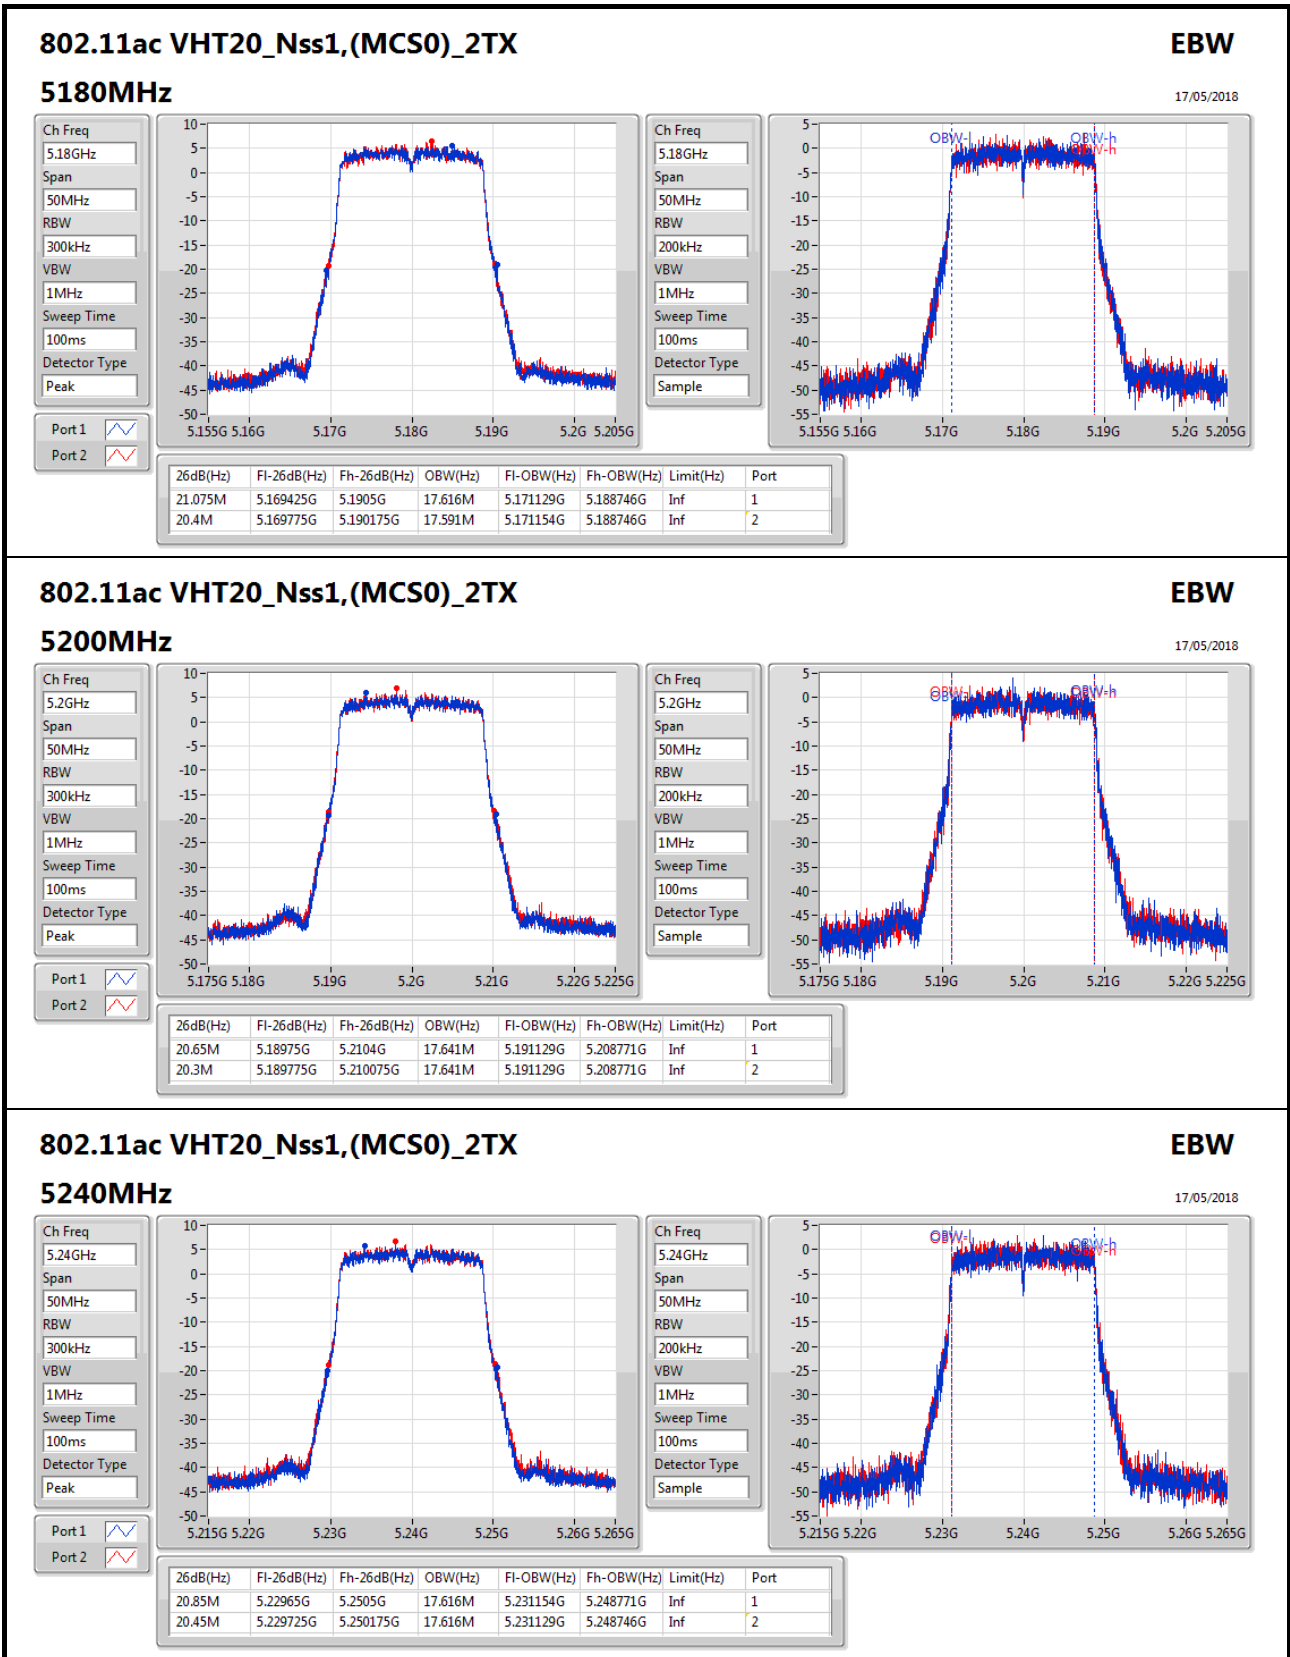 802.11ac VHT20_Nss1,(MCS0)_2TX EBW
5180MHz 17/05/2018
Ch Freq
5.18GHz
Span
50MHz
RBW
300kHz
VBW
1MHz
Sweep Time
100ms
Detector Type
Peak
Port 1
Port 2
10
5
0
-5
-10
-15
-20
-25
-30
-35
-40
-45
-50
5.155G 5.16G 5.17G 5.18G 5.19G 5.2G 5.205G
Ch Freq
5.18GHz
Span
50MHz
RBW
200kHz
VBW
1MHz
Sweep Time
100ms
Detector Type
Sample
5
0
-5
-10
-15
-20
-25
-30
-35
-40
-45
-50
-55
OBW-l OBW-h
OBW-h
5.155G 5.16G 5.17G 5.18G 5.19G 5.2G 5.205G
26dB(Hz) Fl-26dB(Hz) Fh-26dB(Hz) OBW(Hz) Fl-OBW(Hz) Fh-OBW(Hz) Limit(Hz) Port
21.075M 5.169425G 5.1905G 17.616M 5.171129G 5.188746G Inf 1
20.4M 5.169775G 5.190175G 17.591M 5.171154G 5.188746G Inf 2
802.11ac VHT20_Nss1,(MCS0)_2TX EBW
5200MHz 17/05/2018
Ch Freq
5.2GHz
Span
50MHz
RBW
300kHz
VBW
1MHz
Sweep Time
100ms
Detector Type
Peak
Port 1
Port 2
10
5
0
-5
-10
-15
-20
-25
-30
-35
-40
-45
-50
5.175G 5.18G 5.19G 5.2G 5.21G 5.22G 5.225G
Ch Freq
5.2GHz
Span
50MHz
RBW
200kHz
VBW
1MHz
Sweep Time
100ms
Detector Type
Sample
5
0
-5
-10
-15
-20
-25
-30
-35
-40
-45
-50
-55
OBW-l OBW-h
OBW-l OBW-h
5.175G 5.18G 5.19G 5.2G 5.21G 5.22G 5.225G
26dB(Hz) Fl-26dB(Hz) Fh-26dB(Hz) OBW(Hz) Fl-OBW(Hz) Fh-OBW(Hz) Limit(Hz) Port
20.65M 5.18975G 5.2104G 17.641M 5.191129G 5.208771G Inf 1
20.3M 5.189775G 5.210075G 17.641M 5.191129G 5.208771G Inf 2
802.11ac VHT20_Nss1,(MCS0)_2TX EBW
5240MHz 17/05/2018
Ch Freq
5.24GHz
Span
50MHz
RBW
300kHz
VBW
1MHz
Sweep Time
100ms
Detector Type
Peak
Port 1
Port 2
10
5
0
-5
-10
-15
-20
-25
-30
-35
-40
-45
-50
5.215G 5.22G 5.23G 5.24G 5.25G 5.26G 5.265G
Ch Freq
5.24GHz
Span
50MHz
RBW
200kHz
VBW
1MHz
Sweep Time
100ms
Detector Type
Sample
5
0
-5
-10
-15
-20
-25
-30
-35
-40
-45
-50
-55
OBW-l OBW-h
OBW-l OBW-h
5.215G 5.22G 5.23G 5.24G 5.25G 5.26G 5.265G
26dB(Hz) Fl-26dB(Hz) Fh-26dB(Hz) OBW(Hz) Fl-OBW(Hz) Fh-OBW(Hz) Limit(Hz) Port
20.85M 5.22965G 5.2505G 17.616M 5.231154G 5.248771G Inf 1
20.45M 5.229725G 5.250175G 17.616M 5.231129G 5.248746G Inf 2